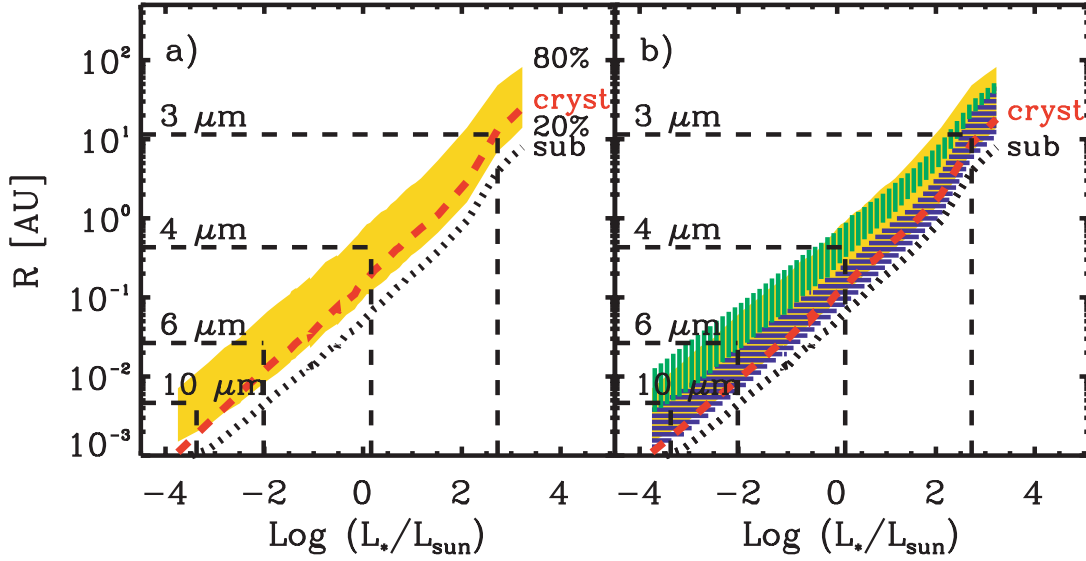 a)
80%
cryst
20%
sub
3 μm
4 μm
6 μm
10 μm
10²
10¹
10⁰
10⁻¹
10⁻²
10⁻³
R [AU]
-4 -2 0 2 4
Log (L*/Lsun)
b)
cryst
sub
3 μm
4 μm
6 μm
10 μm
-4 -2 0 2 4
Log (L*/Lsun)